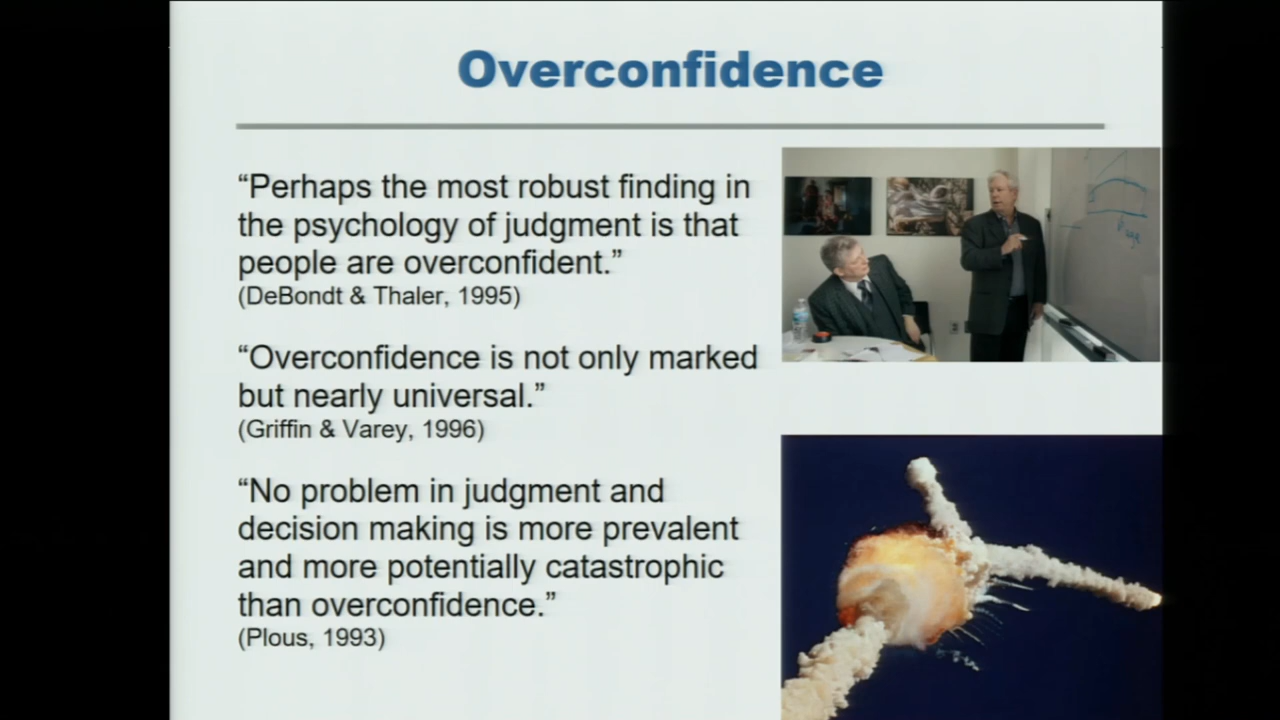 Overconfidence
“Perhaps the most robust finding in
the psychology of judgment is that
people are overconfident.”
(DeBondt & Thaler, 1995)
“Overconfidence is not only marked
but nearly universal.”
(Griffin & Varey, 1996)
“No problem in judgment and
decision making is more prevalent
and more potentially catastrophic
than overconfidence.”
(Plous, 1993)